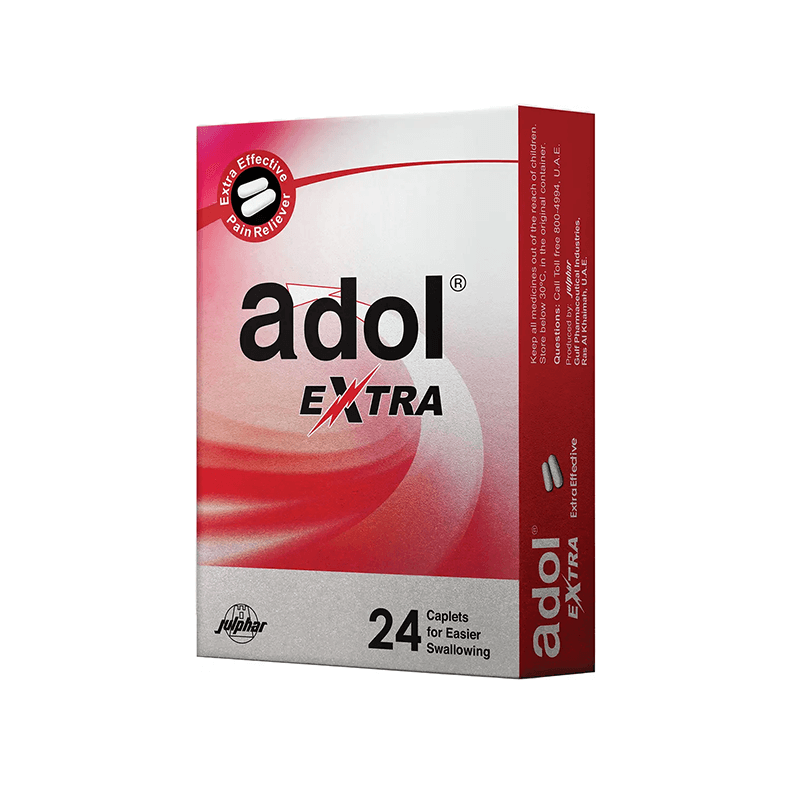 Extra Effective
Pain Reliever
adol®
EXTRA
julphar
24
Caplets
for Easier
Swallowing
Keep all medicines out of the reach of children.
Store below 30°C, in the original container.
Questions: Call Toll free 800-4994, U.A.E.
Produced by: julphar
Gulf Pharmaceutical Industries,
Ras Al Khaimah, U.A.E.
adol®
EXTRA
Extra Effective